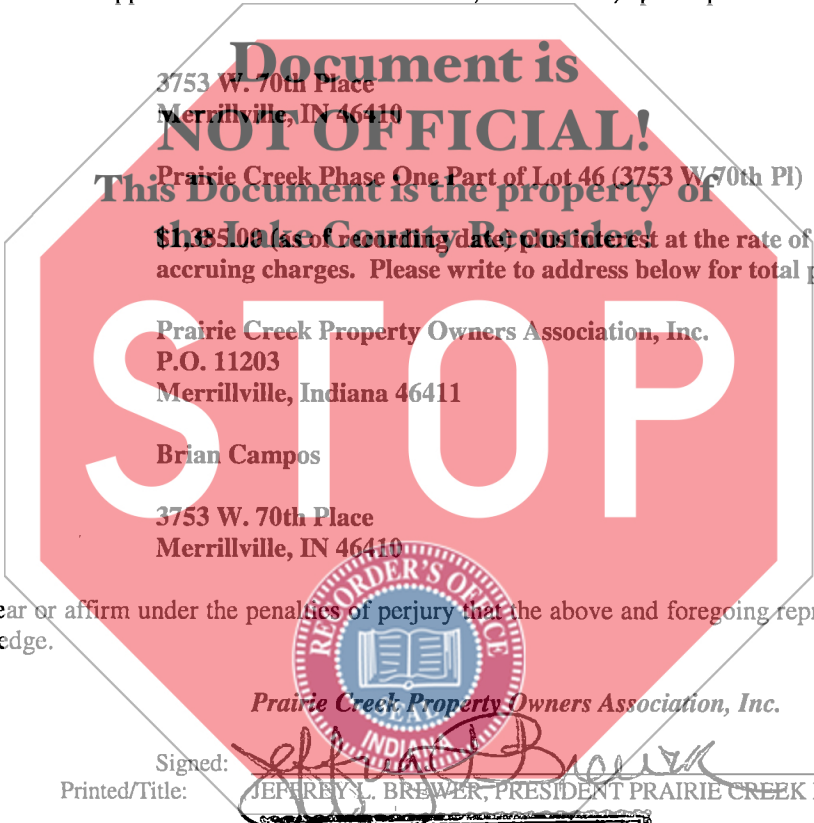 Document is
3753 W. 70th Place
Merrillville, IN 46410
NOT OFFICIAL!
Prairie Creek Phase One Part of Lot 46 (3753 W 70th Pl)
This Document is the property of
the Lake County Recorder!
$1,385.00 (as of recording date) plus interest at the rate of
accruing charges. Please write to address below for total
STOP
Prairie Creek Property Owners Association, Inc.
P.O. 11203
Merrillville, Indiana 46411
Brian Campos
3753 W. 70th Place
Merrillville, IN 46410
RECORDER'S OFFICE
SEAL
INDIANA
ear or affirm under the penalties of perjury that the above and foregoing repr
edge.
Prairie Creek Property Owners Association, Inc.
Signed: Jeffrey L Brewer
Printed/Title: JEFFREY L. BREWER, PRESIDENT PRAIRIE CREEK